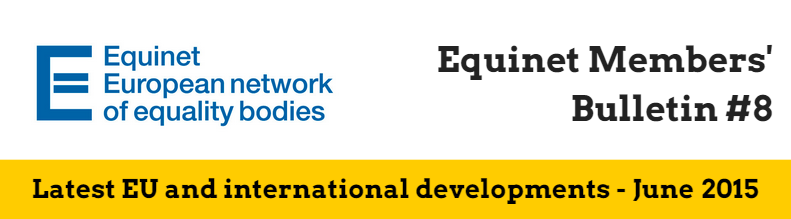 Equinet
European network
of equality bodies
Equinet Members'
Bulletin #8
Latest EU and international developments - June 2015